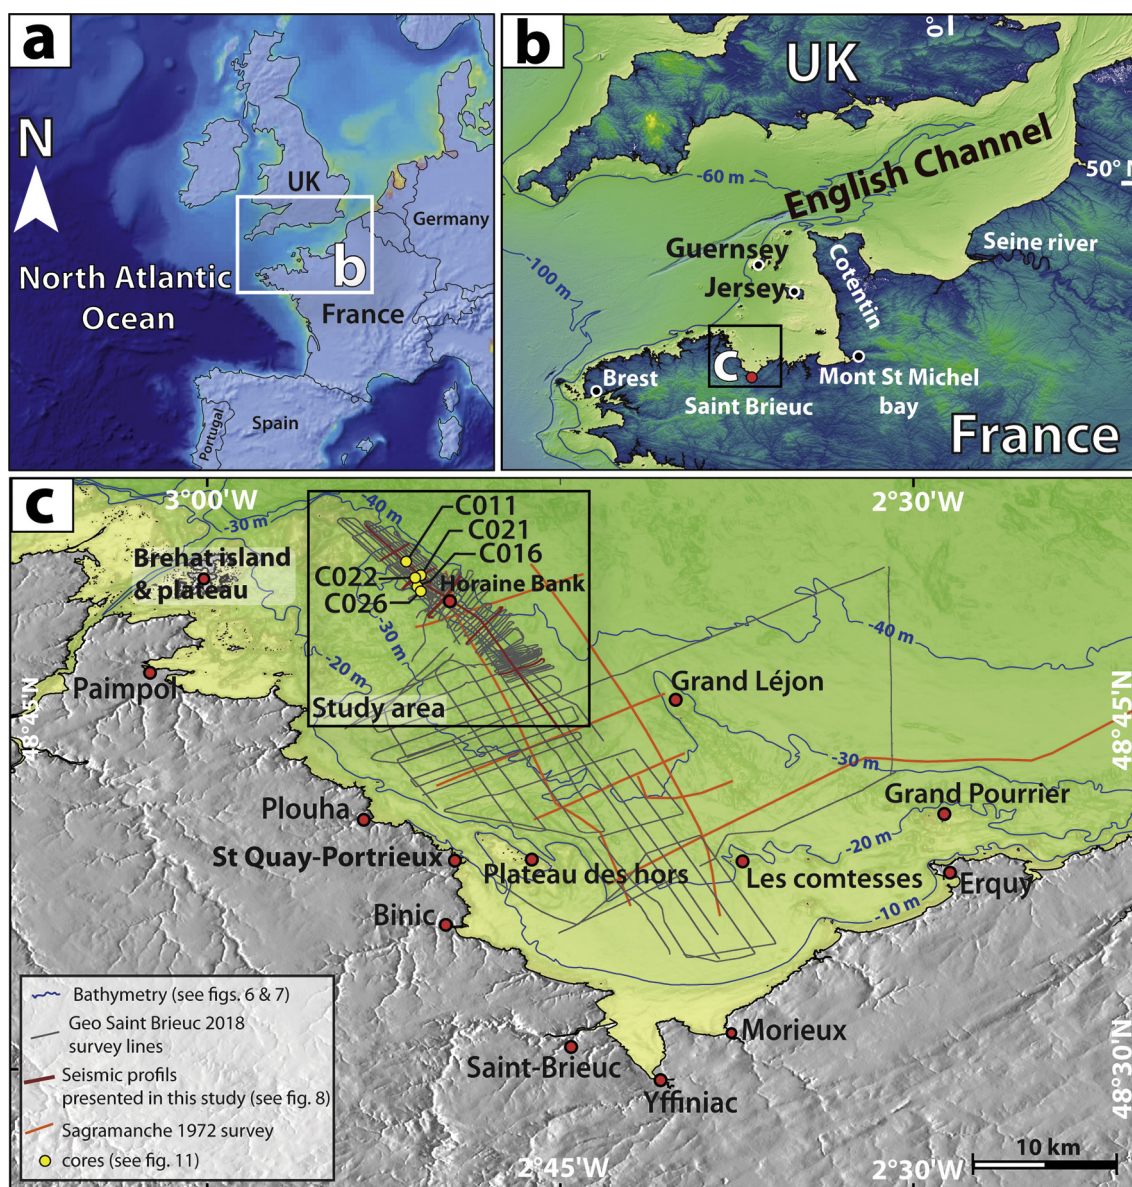 a
N
UK
Germany
b
North Atlantic
Ocean
France
Portugal
Spain
b
UK
0°
50° N
English Channel
-60 m
-100 m
Guernsey
Jersey
Cotentin
Seine river
c
Brest
Saint Brieuc
Mont St Michel
bay
France
c
3°00'W
2°30'W
-30 m
-40 m
C011
C021
C016
C022
C026
Horaine Bank
Brehat island
& plateau
-30 m
-20 m
-40 m
Paimpol
Study area
Grand Léjon
48°45'N
48°45'N
-30 m
Plouha
Grand Pourrier
-20 m
St Quay-Portrieux
Plateau des hors
Les comtesses
Erquy
-10 m
Binic
Bathymetry (see figs. 6 & 7)
Geo Saint Brieuc 2018
survey lines
Seismic profils
presented in this study (see fig. 8)
Sagramanche 1972 survey
cores (see fig. 11)
Morieux
Saint-Brieuc
Yffiniac
48°30'N
2°45'W
2°30'W
10 km